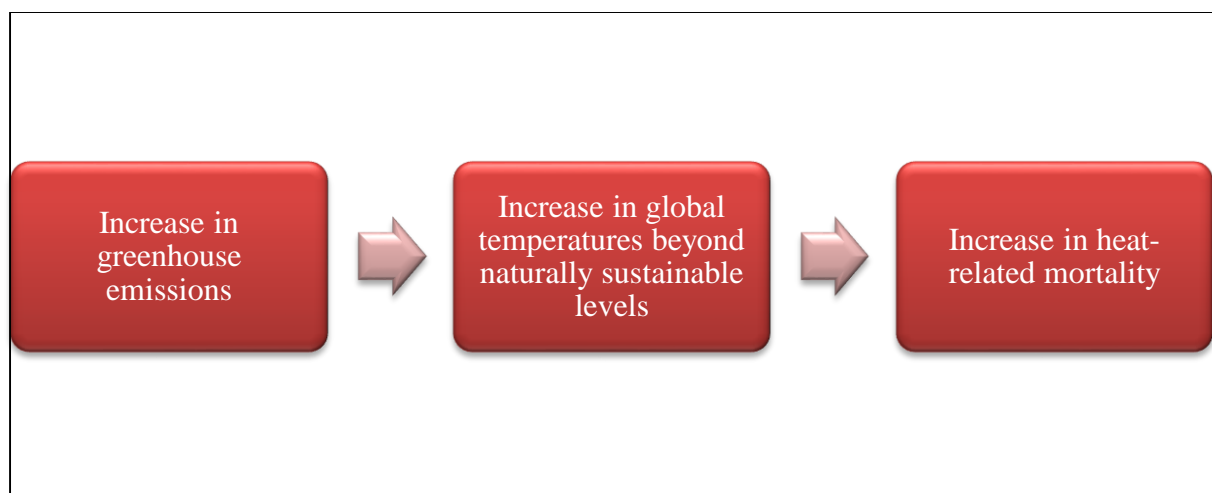 Increase in
greenhouse
emissions
Increase in global
temperatures beyond
naturally sustainable
levels
Increase in heat-
related mortality